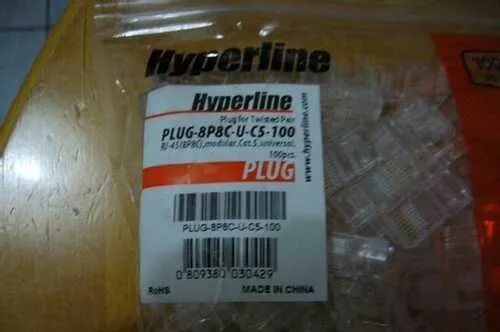 Hyperline
Hyperline
Plug for Twisted Pair
PLUG-8P8C-U-C5-100
RJ-45(8P8C),modular,Cat.5,universal,
100pcs.
PLUG
www.hyperline.com
PLUG-8P8C-U-C5-100
0 809380 030429
RoHS
MADE IN CHINA